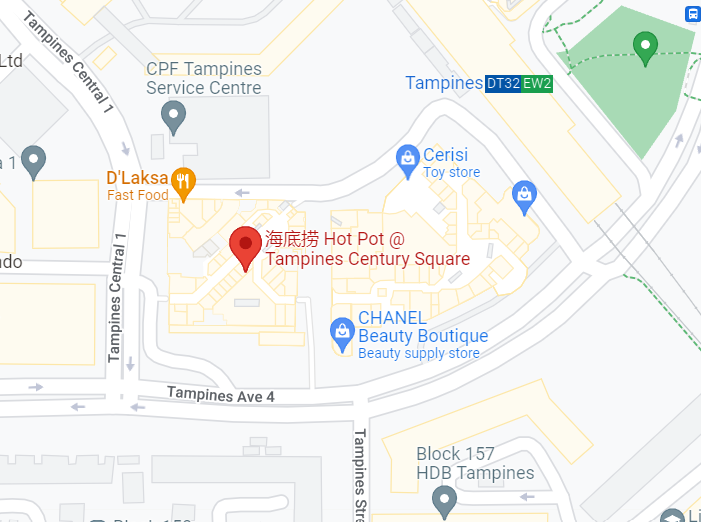 Tampines Central 1
Ltd
CPF Tampines
Service Centre
Tampines DT32 EW2
a 1
D'Laksa
Fast Food
Cerisi
Toy store
海底捞 Hot Pot @
Tampines Century Square
ndo
Tampines Central 1
CHANEL
Beauty Boutique
Beauty supply store
Tampines Ave 4
Tampines Stre
Block 157
HDB Tampines